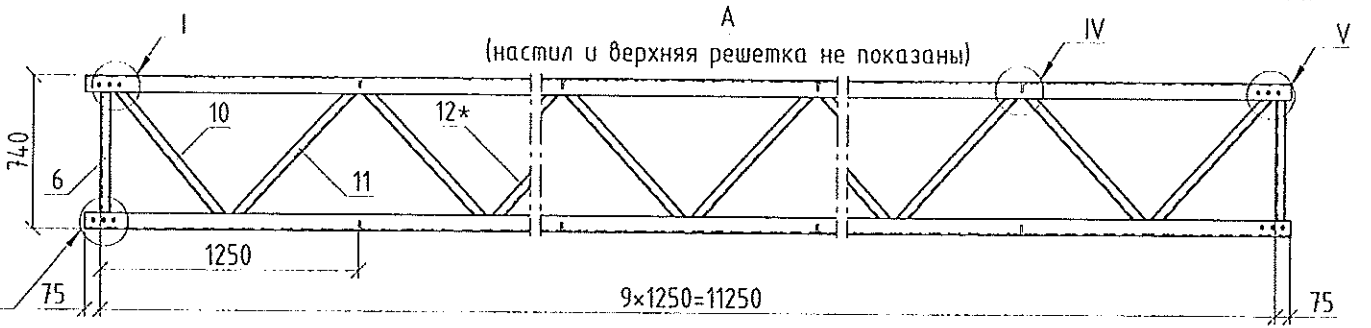 I
А
IV
V
(настил и верхняя решетка не показаны)
10
12*
740
6
11
1250
75
9×1250=11250
75